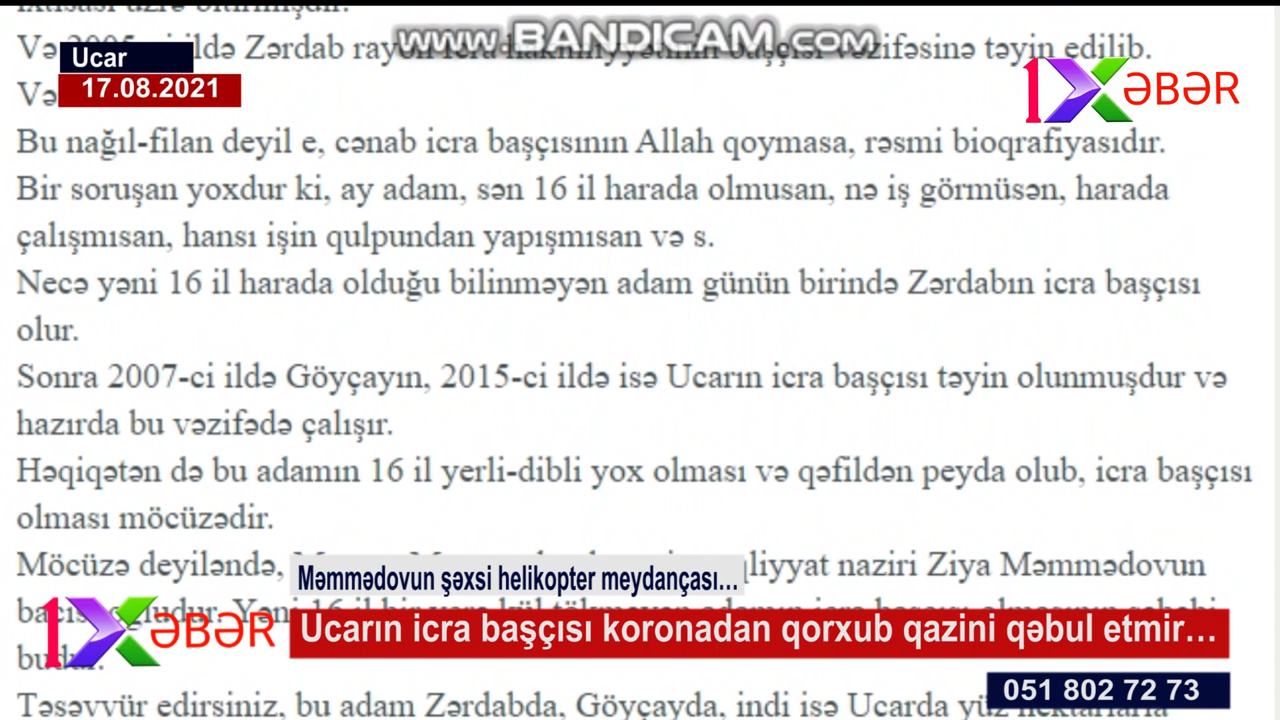 www.BANDICAM.com
Ucar
17.08.2021
1XƏBƏR
ildə Zərdab
təyin edilib.
Və
Bu nağıl-filan deyil e, cənab icra başçısının Allah qoymasa, rəsmi bioqrafiyasıdır.
Bir soruşan yoxdur ki, ay adam, sən 16 il harada olmusan, nə iş görmüsən, harada
çalışmısan, hansı işin qulpundan yapışmısan və s.
Necə yəni 16 il harada olduğu bilinməyən adam günün birində Zərdabın icra başçısı
olur.
Sonra 2007-ci ildə Göyçayın, 2015-ci ildə isə Ucarın icra başçısı təyin olunmuşdur və
hazırda bu vəzifədə çalışır.
Həqiqətən də bu adamın 16 il yerli-dibli yox olması və qəfildən peyda olub, icra başçısı
olması möcüzədir.
Möcüzə deyiləndə,
naziri Ziya Məmmədovun
Məmmədovun şəxsi helikopter meydançası...
1XƏBƏR
Ucarın icra başçısı koronadan qorxub qazini qəbul etmir...
051 802 72 73
Təsəvvür edirsiniz, bu adam Zərdabda, Göyçayda, indi isə Ucarda